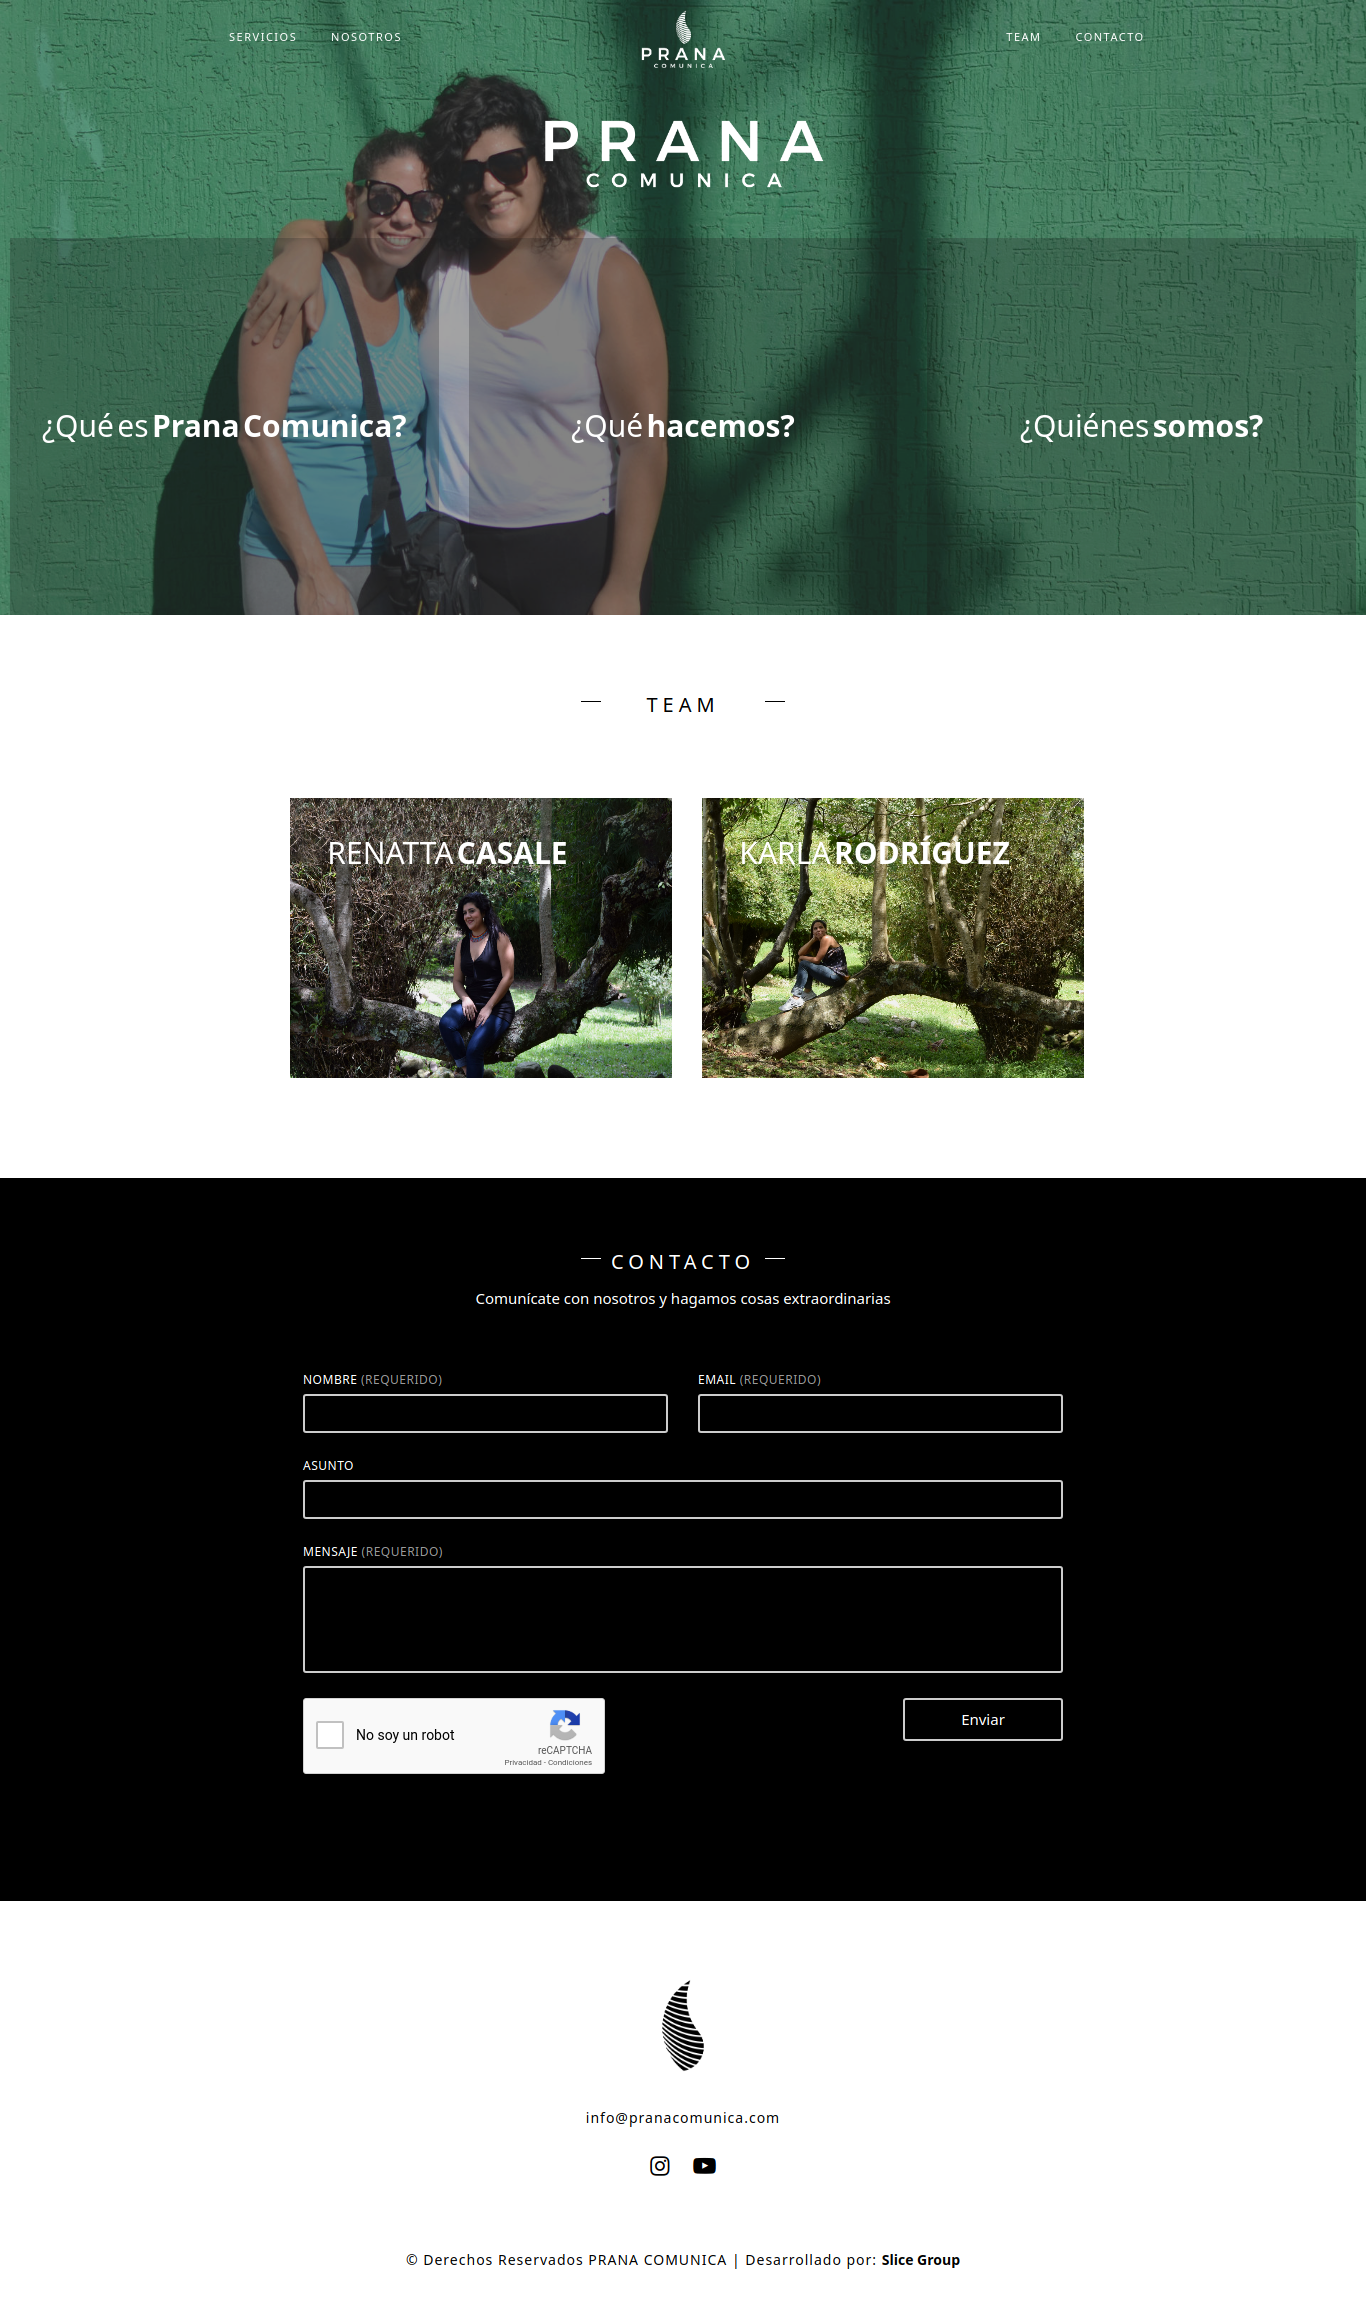 SERVICIOS NOSOTROS PRANA COMUNICA TEAM CONTACTO
PRANA
COMUNICA
¿Qué es Prana Comunica? ¿Qué hacemos? ¿Quiénes somos?
TEAM
RENATTA CASALE KARLA RODRÍGUEZ
CONTACTO
Comunícate con nosotros y hagamos cosas extraordinarias
NOMBRE (REQUERIDO) EMAIL (REQUERIDO)
ASUNTO
MENSAJE (REQUERIDO)
No soy un robot
reCAPTCHA
Privacidad - Condiciones
Enviar
info@pranacomunica.com
© Derechos Reservados PRANA COMUNICA | Desarrollado por: Slice Group